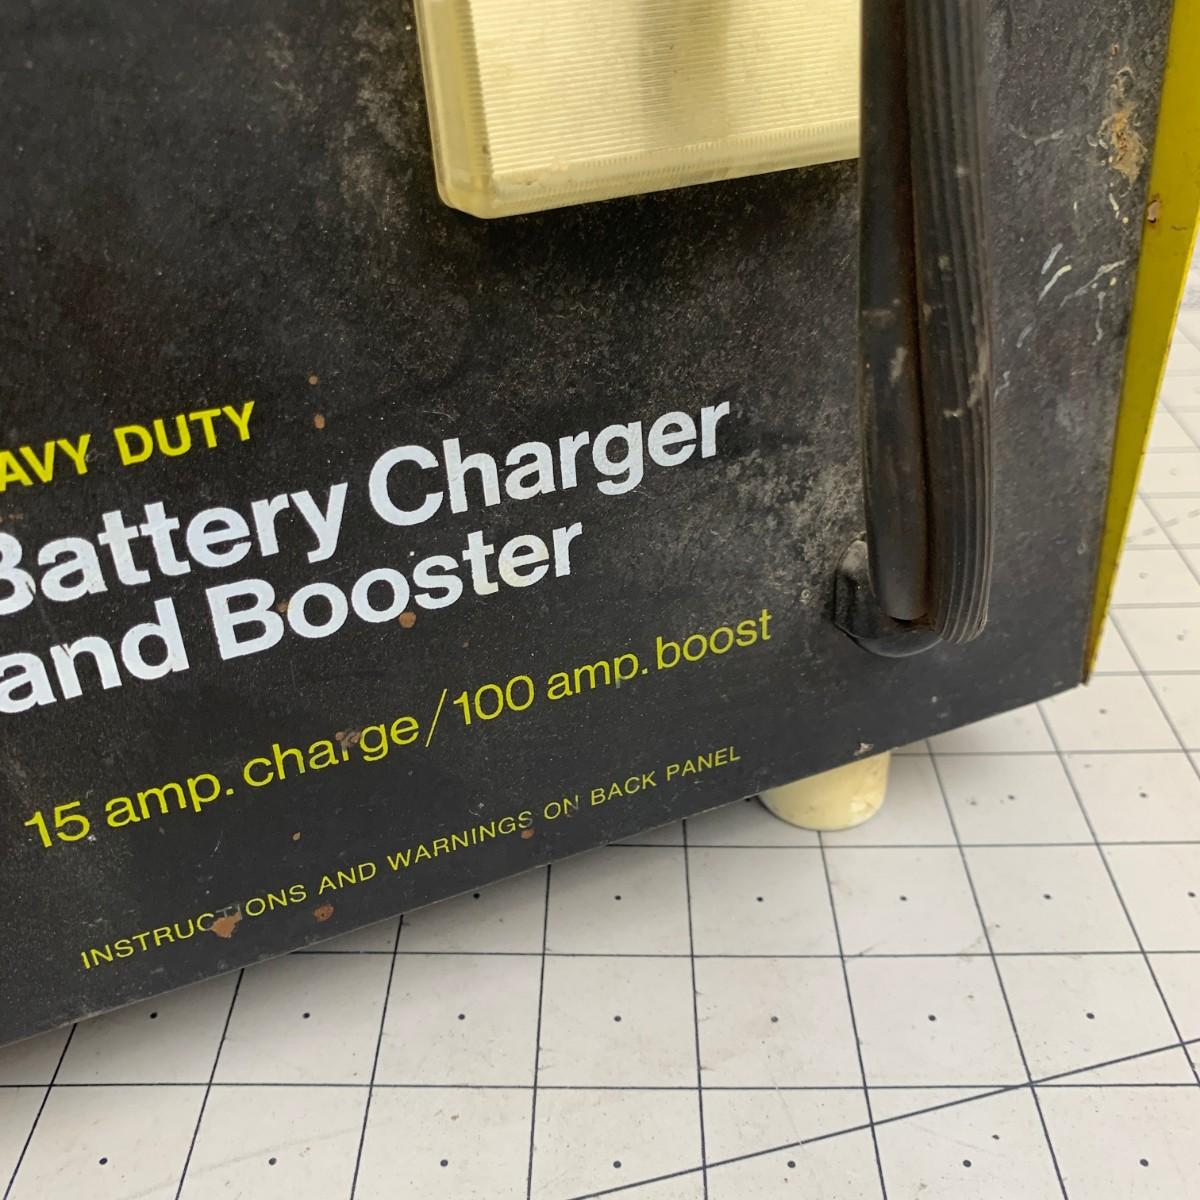 AVY DUTY
Battery Charger
and Booster
15 amp. charge/100 amp. boost
INSTRUCTIONS AND WARNINGS ON BACK PANEL